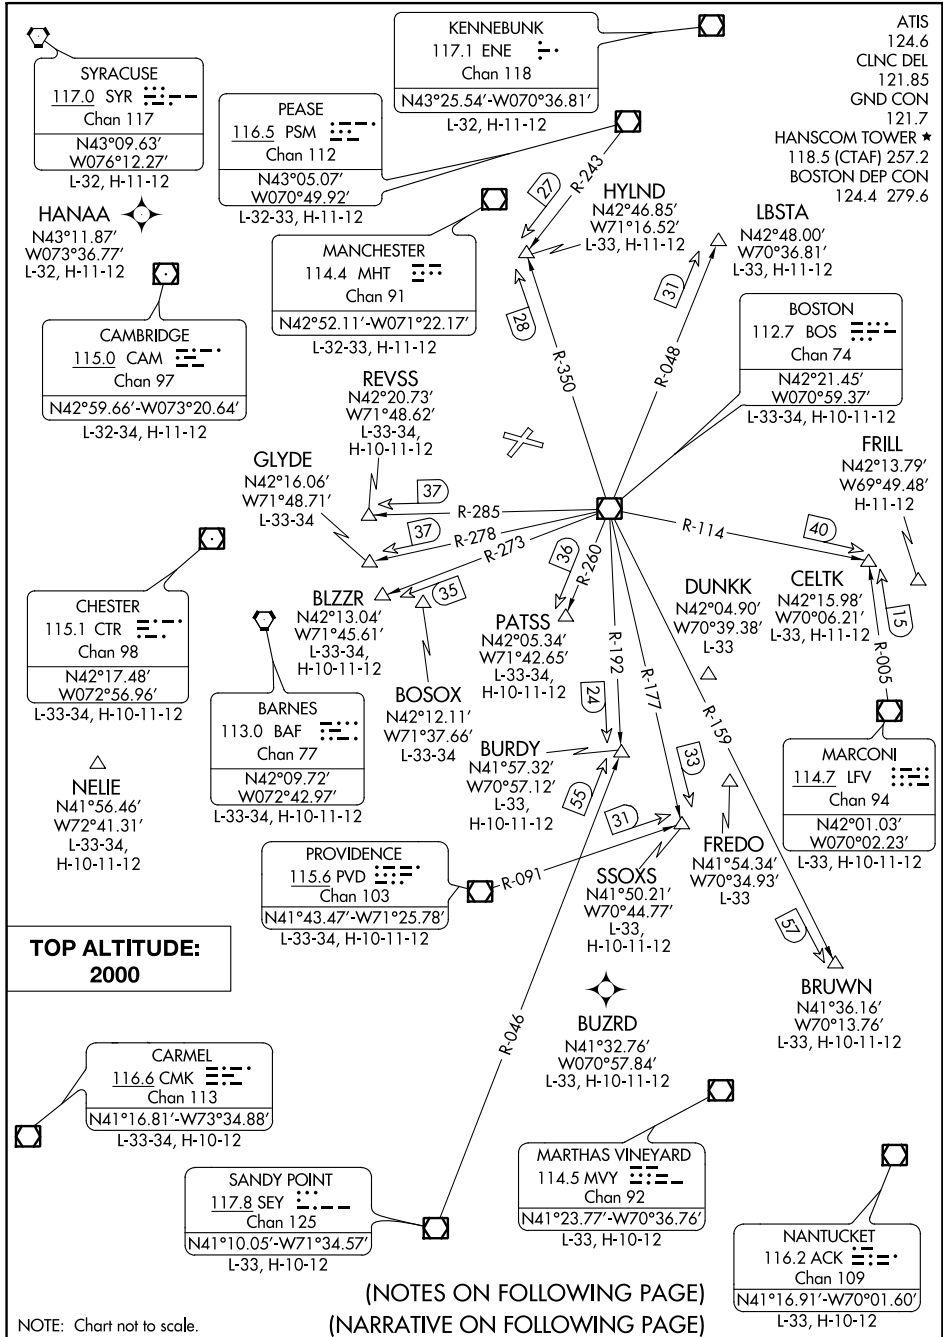 KENNEBUNK
117.1 ENE
Chan 118
N43°25.54′-W070°36.81′
L-32, H-11-12
ATIS
124.6
CLNC DEL
121.85
GND CON
121.7
HANSCOM TOWER ★
118.5 (CTAF) 257.2
BOSTON DEP CON
124.4 279.6
SYRACUSE
117.0 SYR
Chan 117
N43°09.63′
W076°12.27′
L-32, H-11-12
PEASE
116.5 PSM
Chan 112
N43°05.07′
W070°49.92′
L-32-33, H-11-12
HANAA
N43°11.87′
W073°36.77′
L-32, H-11-12
MANCHESTER
114.4 MHT
Chan 91
N42°52.11′-W071°22.17′
L-32-33, H-11-12
R-243
27
HYLND
N42°46.85′
W71°16.52′
L-33, H-11-12
LBSTA
N42°48.00′
W70°36.81′
L-33, H-11-12
28
R-350
31
R-048
CAMBRIDGE
115.0 CAM
Chan 97
N42°59.66′-W073°20.64′
L-32-34, H-11-12
BOSTON
112.7 BOS
Chan 74
N42°21.45′
W070°59.37′
L-33-34, H-10-11-12
REVSS
N42°20.73′
W71°48.62′
L-33-34,
H-10-11-12
GLYDE
N42°16.06′
W71°48.71′
L-33-34
FRILL
N42°13.79′
W69°49.48′
H-11-12
37
R-285
37
R-278
R-273
35
36
R-260
R-114
40
CHESTER
115.1 CTR
Chan 98
N42°17.48′
W072°56.96′
L-33-34, H-10-11-12
BLZZR
N42°13.04′
W71°45.61′
L-33-34,
H-10-11-12
PATSS
N42°05.34′
W71°42.65′
L-33-34,
H-10-11-12
DUNKK
N42°04.90′
W70°39.38′
L-33
CELTK
N42°15.98′
W70°06.21′
L-33, H-11-12
15
R-005
R-192
R-177
R-159
24
BARNES
113.0 BAF
Chan 77
N42°09.72′
W072°42.97′
L-33-34, H-10-11-12
BOSOX
N42°12.11′
W71°37.66′
L-33-34
BURDY
N41°57.32′
W70°57.12′
L-33,
H-10-11-12
MARCONI
114.7 LFV
Chan 94
N42°01.03′
W070°02.23′
L-33, H-10-11-12
NELIE
N41°56.46′
W72°41.31′
L-33-34,
H-10-11-12
55
33
31
PROVIDENCE
115.6 PVD
Chan 103
N41°43.47′-W71°25.78′
L-33-34, H-10-11-12
R-091
SSOXS
N41°50.21′
W70°44.77′
L-33,
H-10-11-12
FREDO
N41°54.34′
W70°34.93′
L-33
57
BRUWN
N41°36.16′
W70°13.76′
L-33, H-10-11-12
TOP ALTITUDE:
2000
R-046
BUZRD
N41°32.76′
W070°57.84′
L-33, H-10-11-12
CARMEL
116.6 CMK
Chan 113
N41°16.81′-W73°34.88′
L-33-34, H-10-12
MARTHAS VINEYARD
114.5 MVY
Chan 92
N41°23.77′-W70°36.76′
L-33, H-10-12
SANDY POINT
117.8 SEY
Chan 125
N41°10.05′-W71°34.57′
L-33, H-10-12
NANTUCKET
116.2 ACK
Chan 109
N41°16.91′-W70°01.60′
L-33, H-10-12
(NOTES ON FOLLOWING PAGE)
(NARRATIVE ON FOLLOWING PAGE)
NOTE: Chart not to scale.